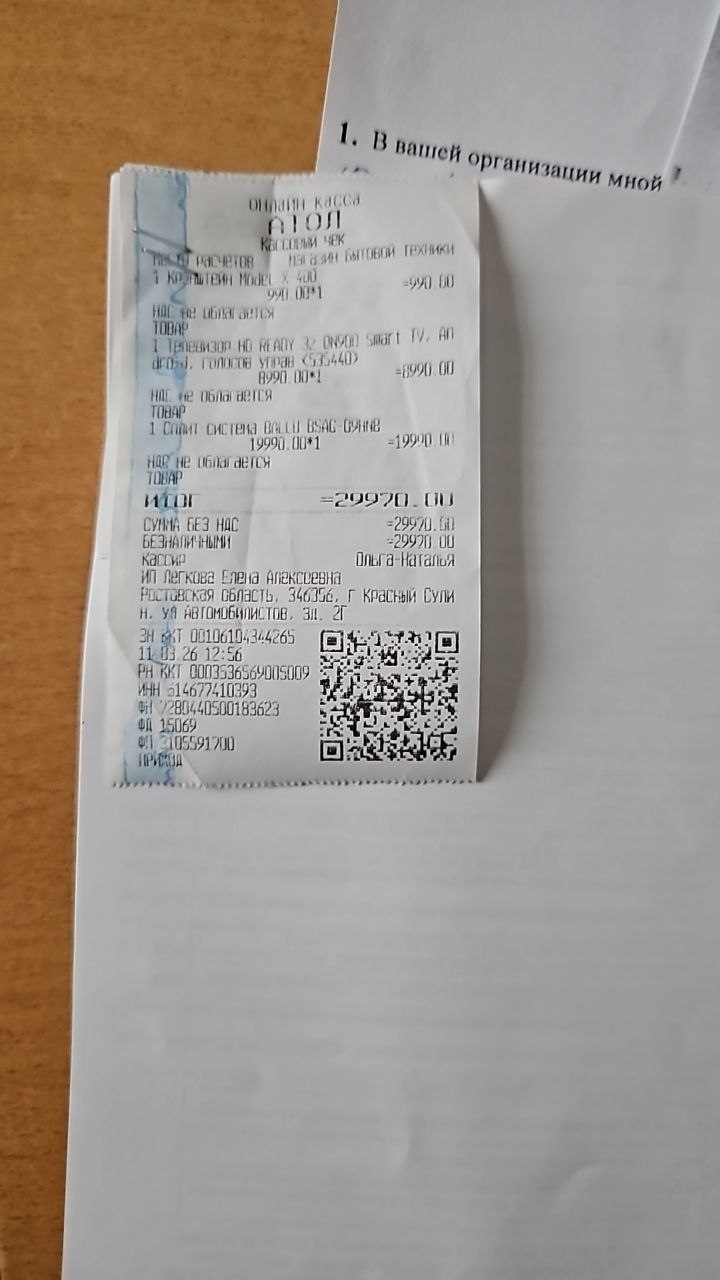 1. В вашей организации мной
ОНЛАЙН КАССА
АТОЛ
КАССОВЫЙ ЧЕК
РАСЧЕТОВ МАГАЗИН БЫТОВОЙ ТЕХНИКИ
1 КРОНШТЕЙН Model X 400
990.00*1 =990.00
НДС не облагается
ТОВАР
1 Телевизор HD READY 32 DN900 Smart TV, АН
дройд, голосов управ (535440)
8990.00*1 =8990.00
НДС не облагается
ТОВАР
1 Сплит система BALLU BSAG-09HN8
19990.00*1 =19990.00
НДС не облагается
ТОВАР
ИТОГ =29970.00
СУММА БЕЗ НДС =29970.00
БЕЗНАЛИЧНЫМИ =29970.00
Кассир Ольга-Наталья
ИП Легкова Елена Алексеевна
Ростовская область, 346356, г Красный Сули
н, ул Автомобилистов, зд. 2Г
ЗН ККТ 00106104344265
11.03.26 12:56
РН ККТ 0003536569005009
ИНН 614677410393
ФН 7280440500183623
ФД 15069
ФП 3105591700
ПРИХОД